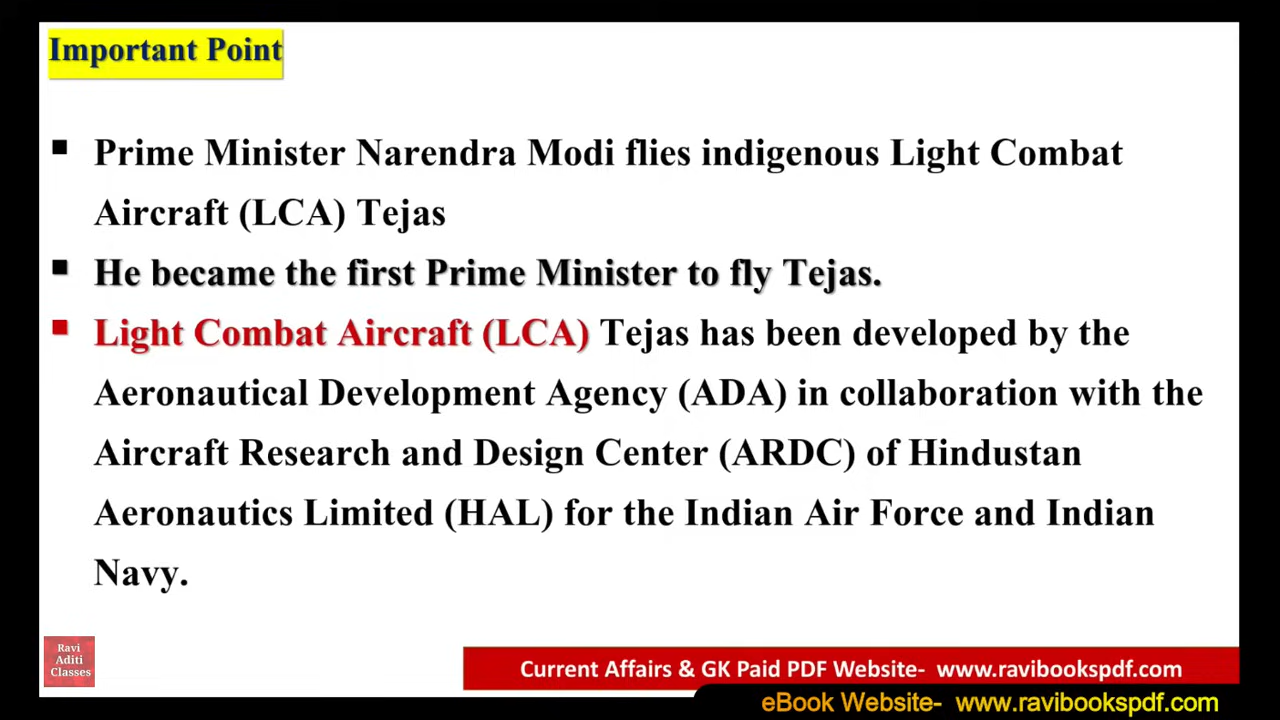 Important Point
▪ Prime Minister Narendra Modi flies indigenous Light Combat
Aircraft (LCA) Tejas
▪ He became the first Prime Minister to fly Tejas.
▪ Light Combat Aircraft (LCA) Tejas has been developed by the
Aeronautical Development Agency (ADA) in collaboration with the
Aircraft Research and Design Center (ARDC) of Hindustan
Aeronautics Limited (HAL) for the Indian Air Force and Indian
Navy.
Ravi
Aditi
Classes
Current Affairs & GK Paid PDF Website- www.ravibookspdf.com
eBook Website- www.ravibookspdf.com